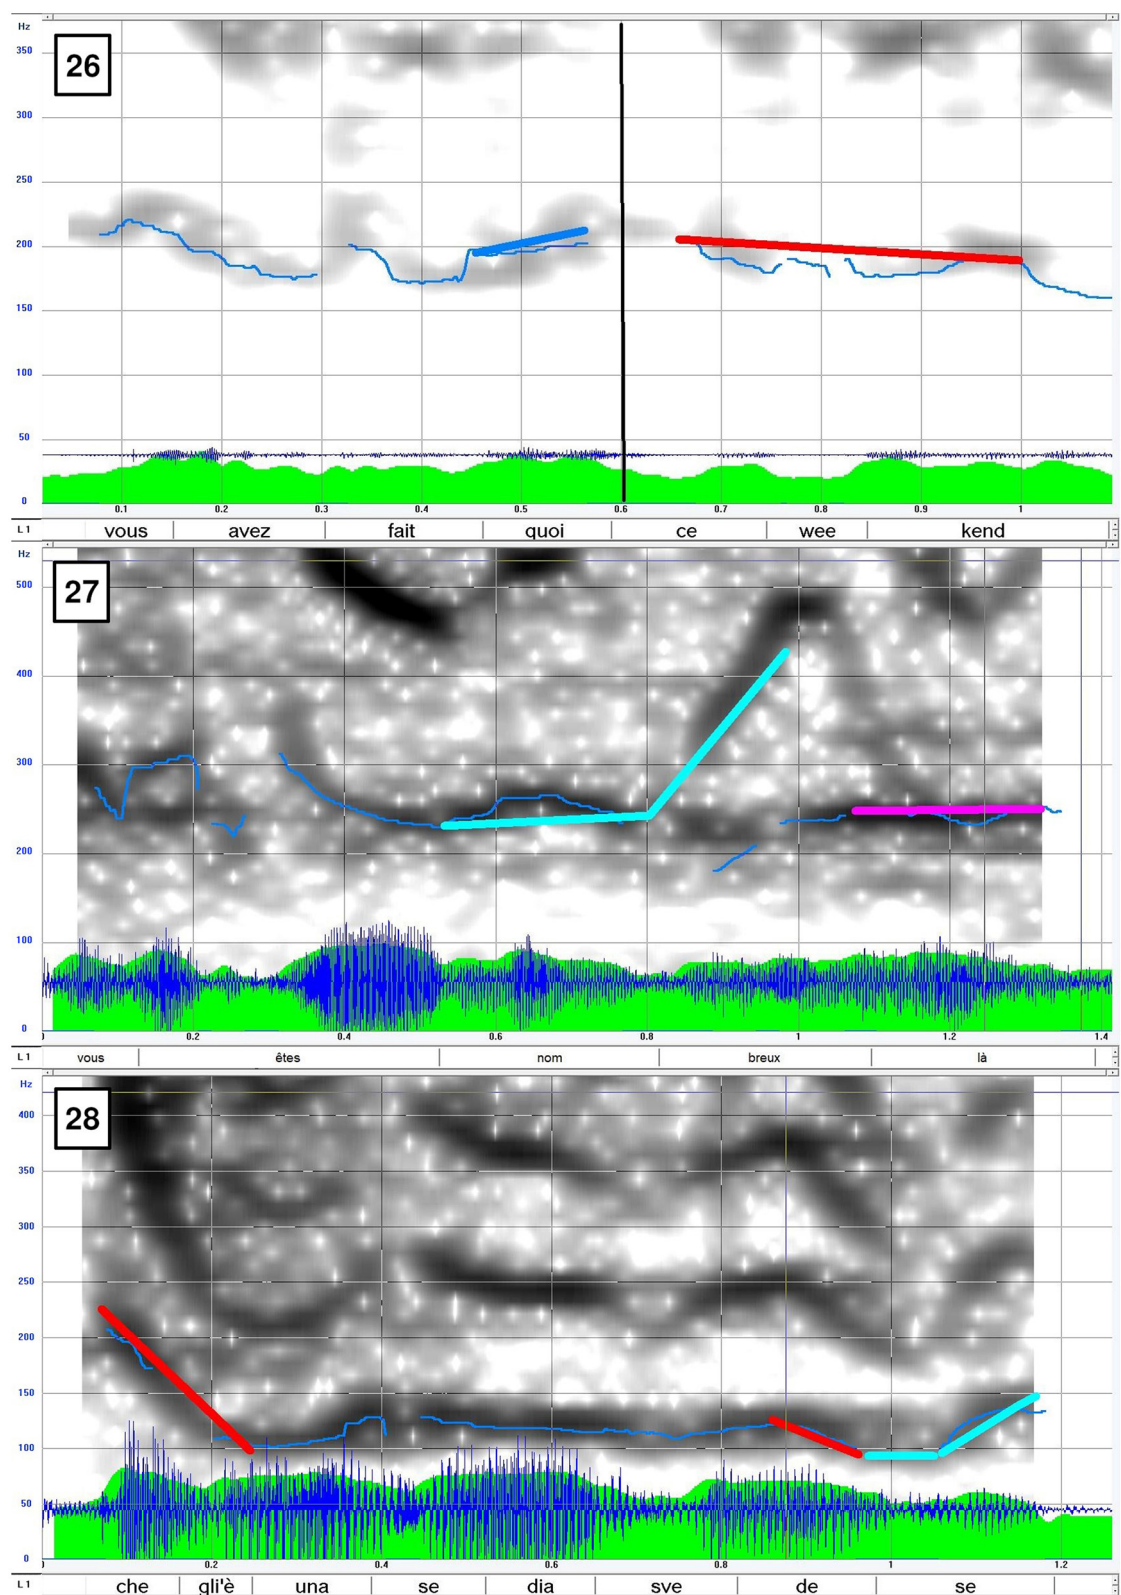 Hz
26
350
300
250
200
150
100
50
0
0.1 0.2 0.3 0.4 0.5 0.6 0.7 0.8 0.9 1
L 1 vous avez fait quoi ce wee kend
Hz
27
500
400
300
200
100
0
0.2 0.4 0.6 0.8 1 1.2 1.4
L 1 vous êtes nom breux là
Hz
28
400
350
300
250
200
150
100
50
0
0.2 0.4 0.6 0.8 1 1.2
L 1 che gli'è una se dia sve de se